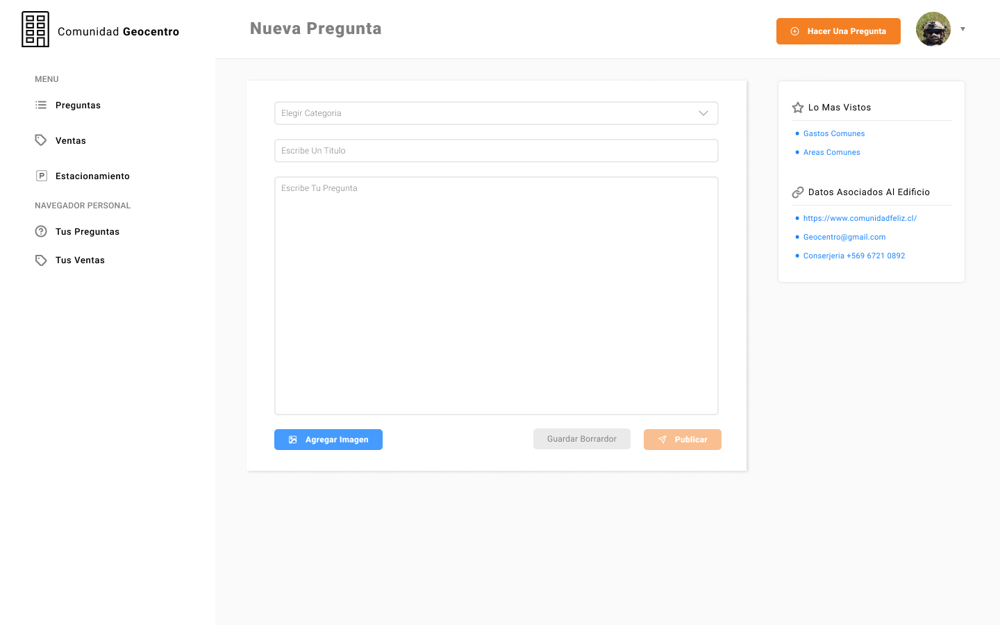 Comunidad Geocentro
Nueva Pregunta
Hacer Una Pregunta
MENU
Preguntas
Ventas
P
Estacionamiento
NAVEGADOR PERSONAL
Tus Preguntas
Tus Ventas
Elegir Categoria
Escribe Un Titulo
Escribe Tu Pregunta
Agregar Imagen
Guardar Borrardor
Publicar
Lo Mas Vistos
Gastos Comunes
Areas Comunes
Datos Asociados Al Edificio
https://www.comunidadfeliz.cl/
Geocentro@gmail.com
Conserjeria +569 6721 0892